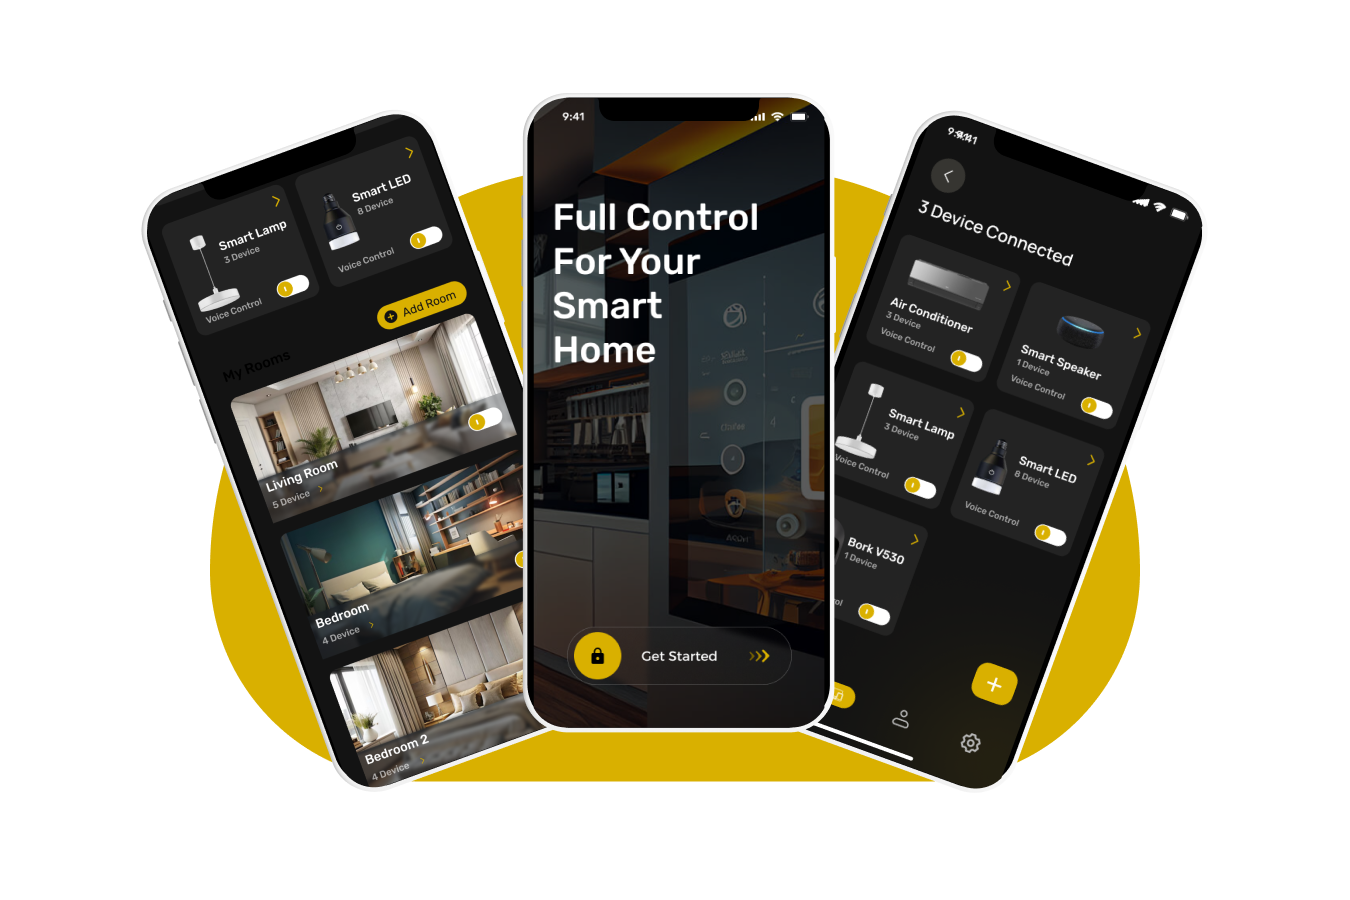 Smart LED
8 Device
Voice Control
Smart Lamp
3 Device
Voice Control
Add Room
My Rooms
Living Room
5 Device
Bedroom
4 Device
Bedroom 2
4 Device
9:41
Full Control
For Your
Smart
Home
Get Started
9:41
3 Device Connected
Air Conditioner
3 Device
Voice Control
Smart Speaker
1 Device
Voice Control
Smart Lamp
3 Device
Voice Control
Smart LED
8 Device
Voice Control
Bork V530
1 Device